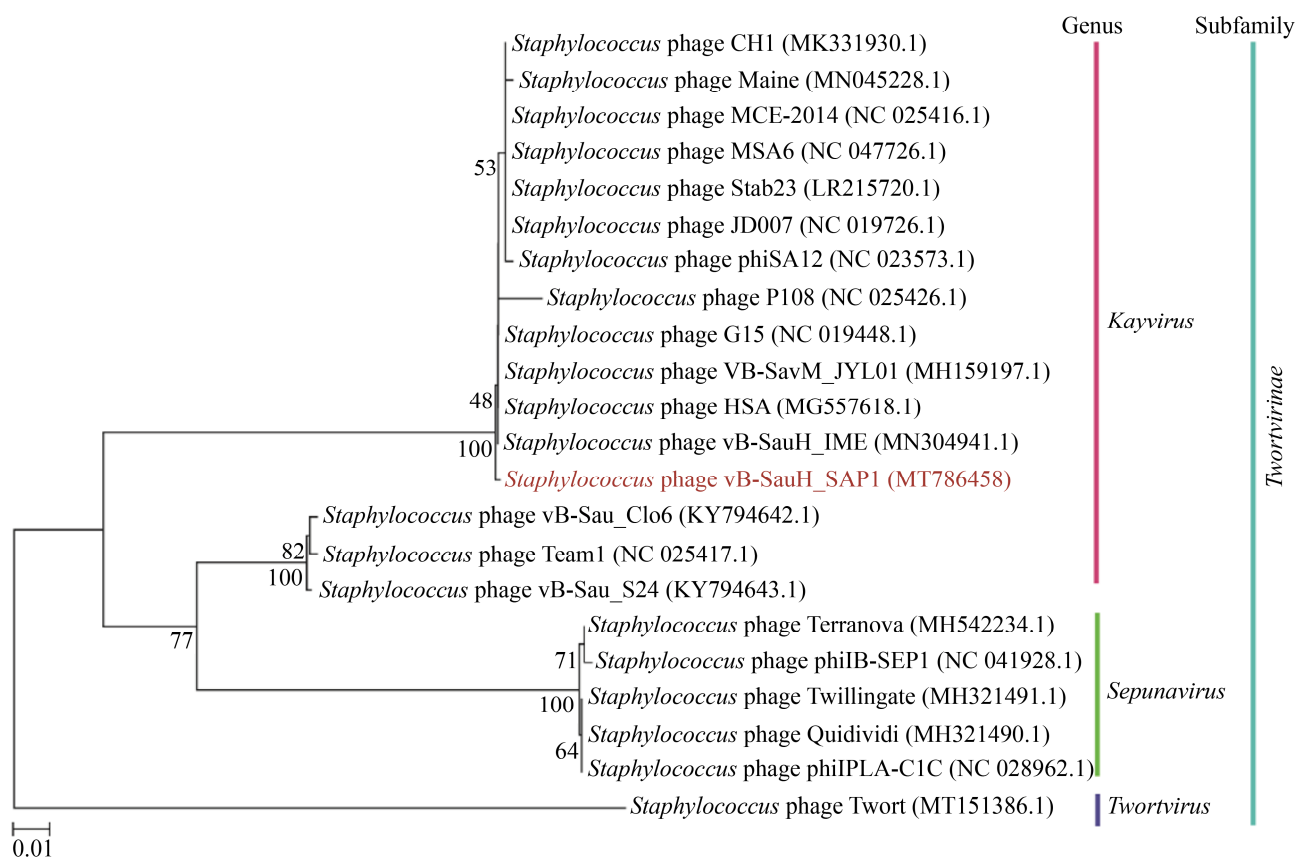 Genus
Subfamily
Staphylococcus phage CH1 (MK331930.1)
Staphylococcus phage Maine (MN045228.1)
Staphylococcus phage MCE-2014 (NC 025416.1)
Staphylococcus phage MSA6 (NC 047726.1)
53
Staphylococcus phage Stab23 (LR215720.1)
Staphylococcus phage JD007 (NC 019726.1)
Staphylococcus phage phiSA12 (NC 023573.1)
Staphylococcus phage P108 (NC 025426.1)
Kayvirus
Staphylococcus phage G15 (NC 019448.1)
Staphylococcus phage VB-SavM_JYL01 (MH159197.1)
48
Staphylococcus phage HSA (MG557618.1)
Twortvirinae
100
Staphylococcus phage vB-SauH_IME (MN304941.1)
Staphylococcus phage vB-SauH_SAP1 (MT786458)
Staphylococcus phage vB-Sau_Clo6 (KY794642.1)
82
Staphylococcus phage Team1 (NC 025417.1)
100
Staphylococcus phage vB-Sau_S24 (KY794643.1)
77
Staphylococcus phage Terranova (MH542234.1)
71
Staphylococcus phage phiIB-SEP1 (NC 041928.1)
100
Staphylococcus phage Twillingate (MH321491.1)
Sepunavirus
Staphylococcus phage Quidividi (MH321490.1)
64
Staphylococcus phage phiIPLA-C1C (NC 028962.1)
Staphylococcus phage Twort (MT151386.1)
Twortvirus
0.01